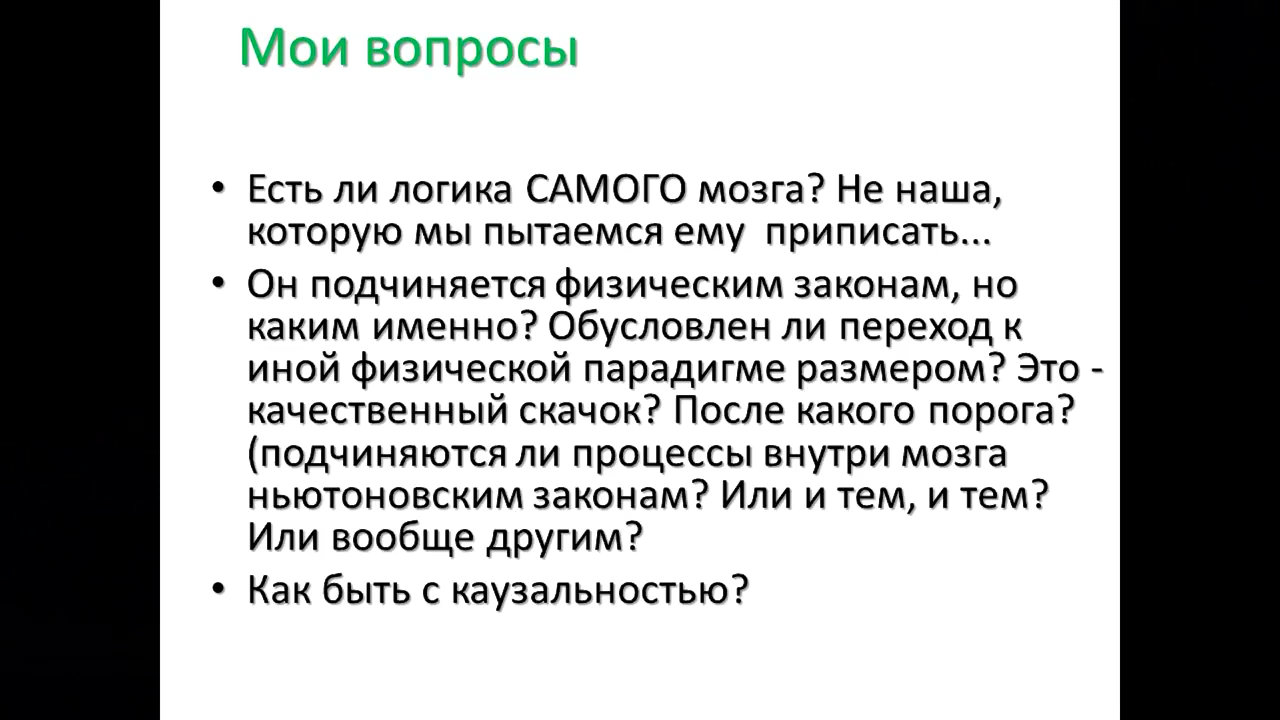 Мои вопросы
• Есть ли логика САМОГО мозга? Не наша,
которую мы пытаемся ему  приписать...
• Он подчиняется физическим законам, но
каким именно? Обусловлен ли переход к
иной физической парадигме размером? Это -
качественный скачок? После какого порога?
(подчиняются ли процессы внутри мозга
ньютоновским законам? Или и тем, и тем?
Или вообще другим?
• Как быть с каузальностью?